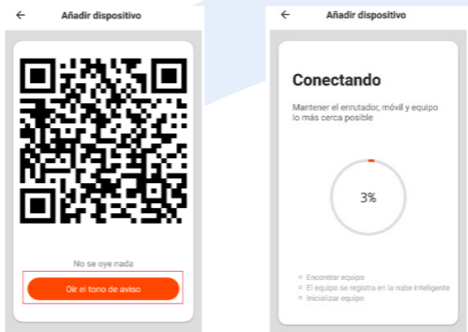 ← Añadir dispositivo
No se oye nada
Oír el tono de aviso
← Añadir dispositivo
Conectando
Mantener el enrutador, móvil y equipo
lo más cerca posible
3%
Encontrar equipo
El equipo se registra en la nube inteligente
Inicializar equipo